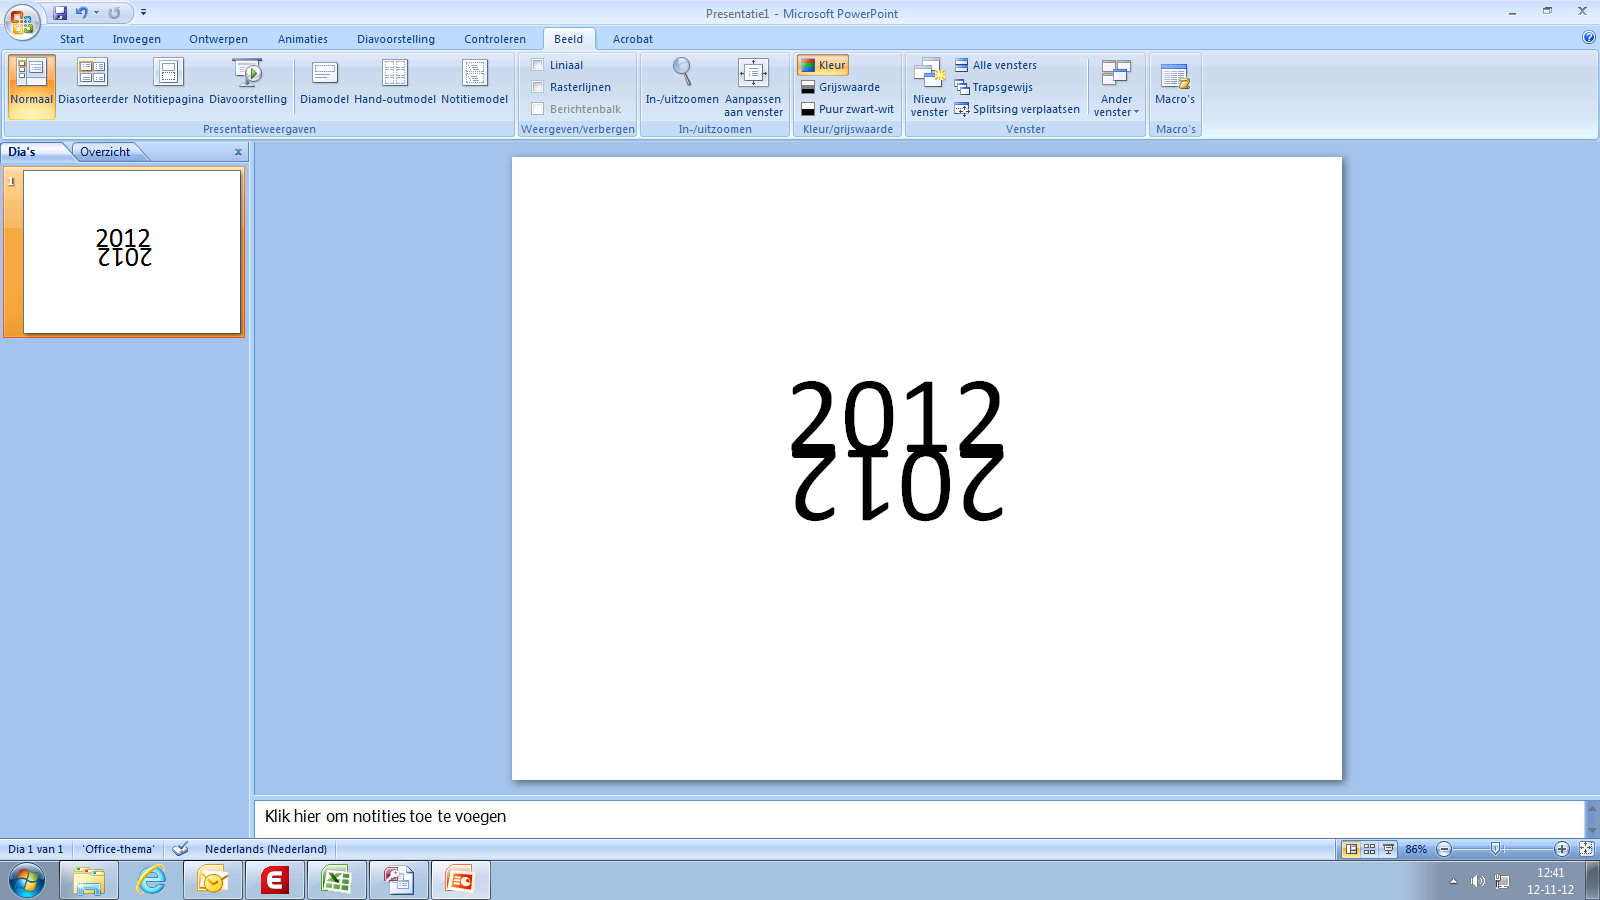 Presentatie1 - Microsoft PowerPoint
Start Invoegen Ontwerpen Animaties Diavoorstelling Controleren Beeld Acrobat
Normaal Diasorteerder Notitiepagina Diavoorstelling Diamodel Hand-outmodel Notitiemodel
Presentatieweergaven
Liniaal
Rasterlijnen
Berichtenbalk
Weergeven/verbergen
In-/uitzoomen Aanpassen aan venster
In-/uitzoomen
Kleur
Grijswaarde
Puur zwart-wit
Kleur/grijswaarde
Nieuw venster
Alle vensters
Trapsgewijs
Splitsing verplaatsen
Ander venster
Venster
Macro's
Macro's
Dia's Overzicht x
1
2012
2012
2012
2012
Klik hier om notities toe te voegen
Dia 1 van 1 'Office-thema' Nederlands (Nederland) 86%
12:41
12-11-12